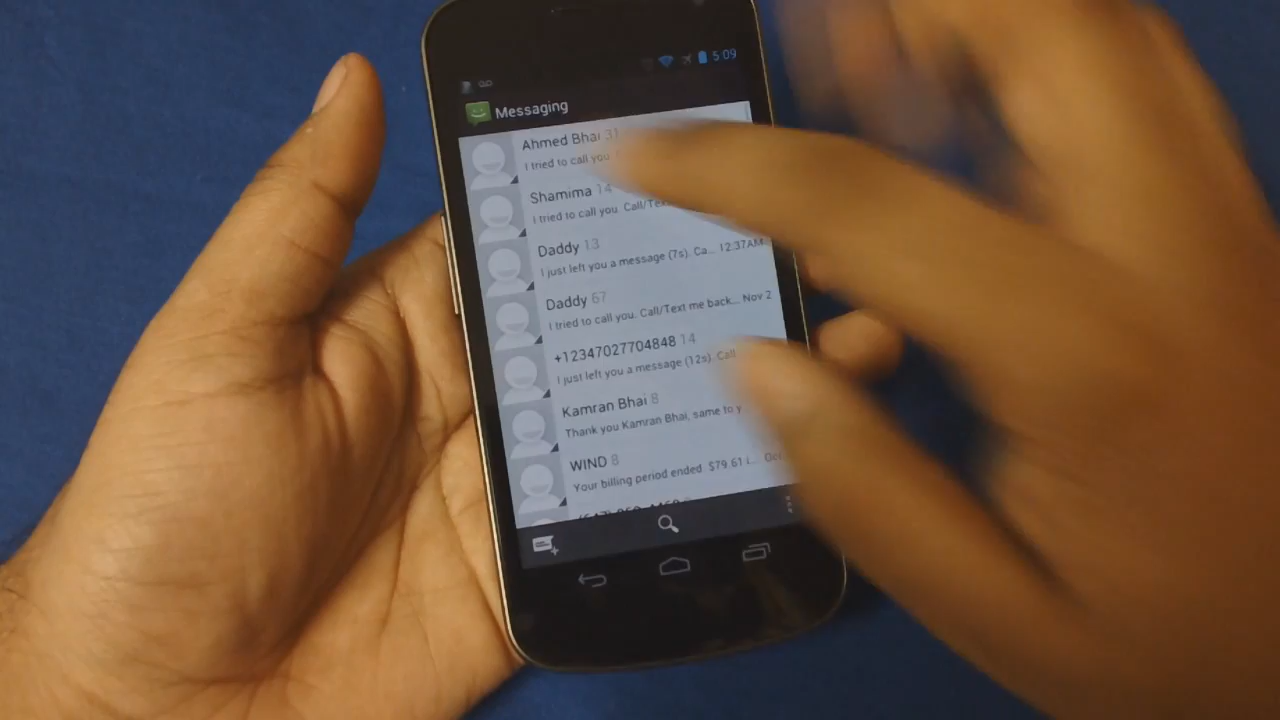 5:09
Messaging
Ahmed Bhai 31
I tried to call you.
Shamima 14
I tried to call you. Call/Text
Daddy 13
I just left you a message (7s). Ca... 12:37AM
Daddy 67
I tried to call you. Call/Text me back... Nov 2
+12347027704848 14
I just left you a message (12s). Call
Kamran Bhai 8
Thank you Kamran Bhai, same to y
WIND 8
Your billing period ended $79.61